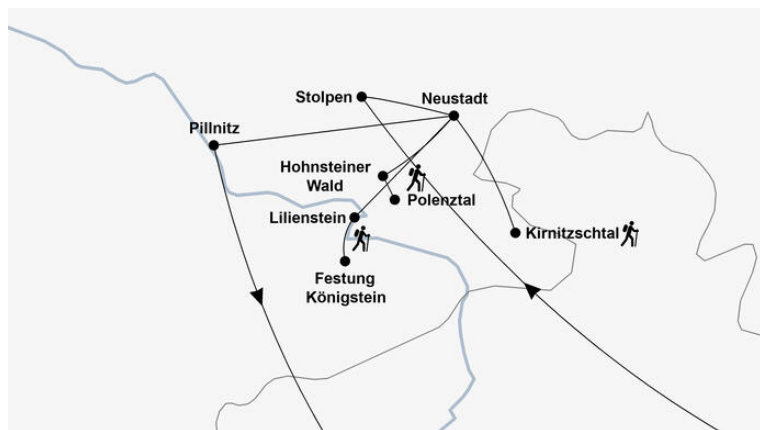 Stolpen
Neustadt
Pillnitz
Hohnsteiner
Wald
Polenztal
Lilienstein
Kirnitzschtal
Festung
Königstein